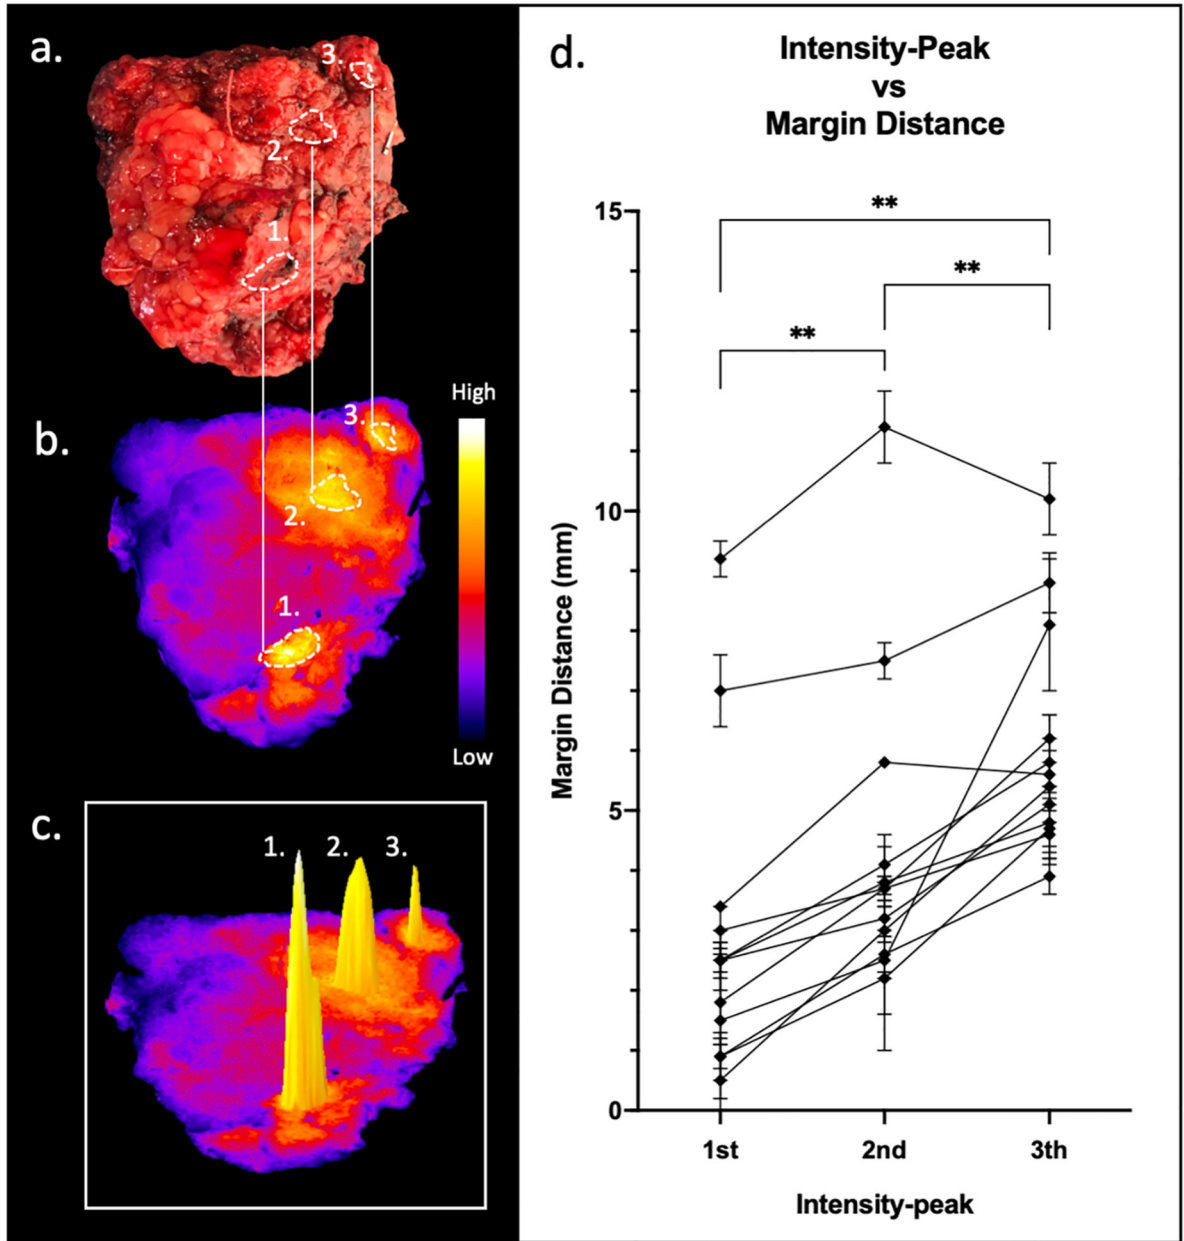 a.
3.
2.
1.
b.
High
3.
2.
1.
Low
c.
1. 2. 3.
d.
Intensity-Peak
vs
Margin Distance
**
**
**
15
10
5
0
Margin Distance (mm)
1st 2nd 3th
Intensity-peak